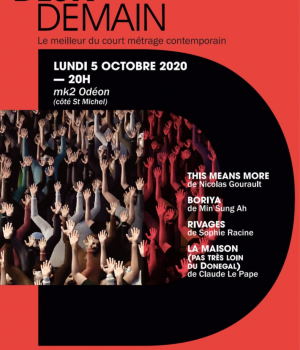 DEMAIN
Le meilleur du court métrage contemporain
LUNDI 5 OCTOBRE 2020
— 20H
mk2 Odéon
(côté St Michel)
THIS MEANS MORE
de Nicolas Gourault
BORIYA
de Min Sung Ah
RIVAGES
de Sophie Racine
LA MAISON
(PAS TRÈS LOIN
DU DONEGAL)
de Claude Le Pape